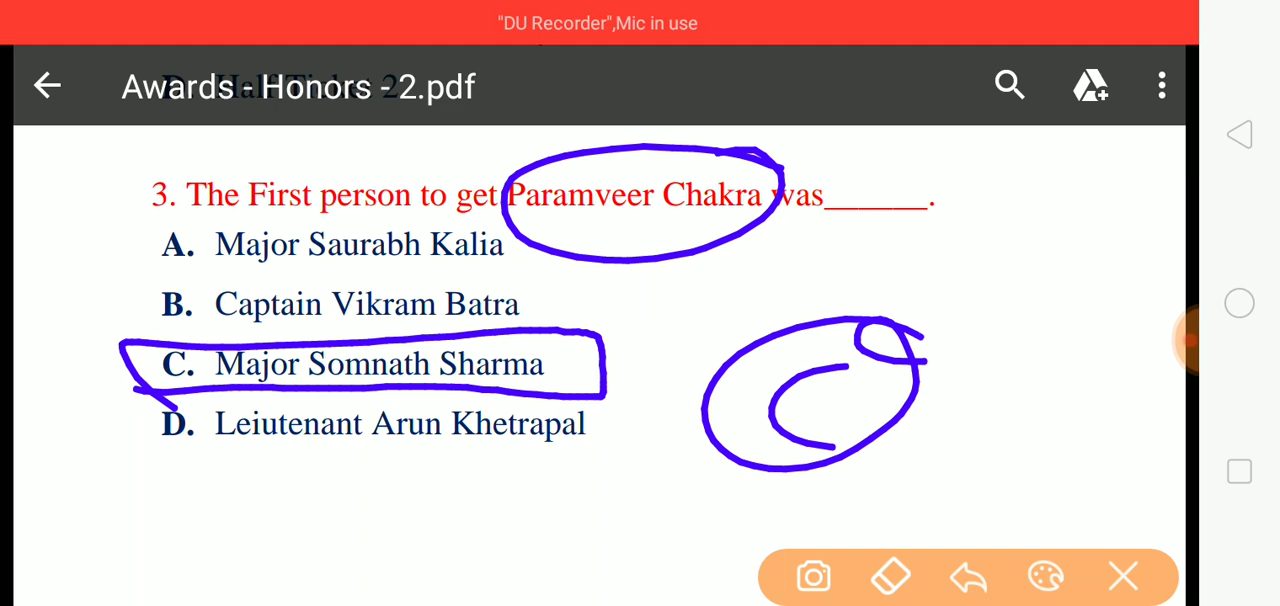 "DU Recorder",Mic in use
Awards - Honors - 2.pdf
3. The First person to get Paramveer Chakra was______.
A. Major Saurabh Kalia
B. Captain Vikram Batra
C. Major Somnath Sharma
D. Leiutenant Arun Khetrapal
C